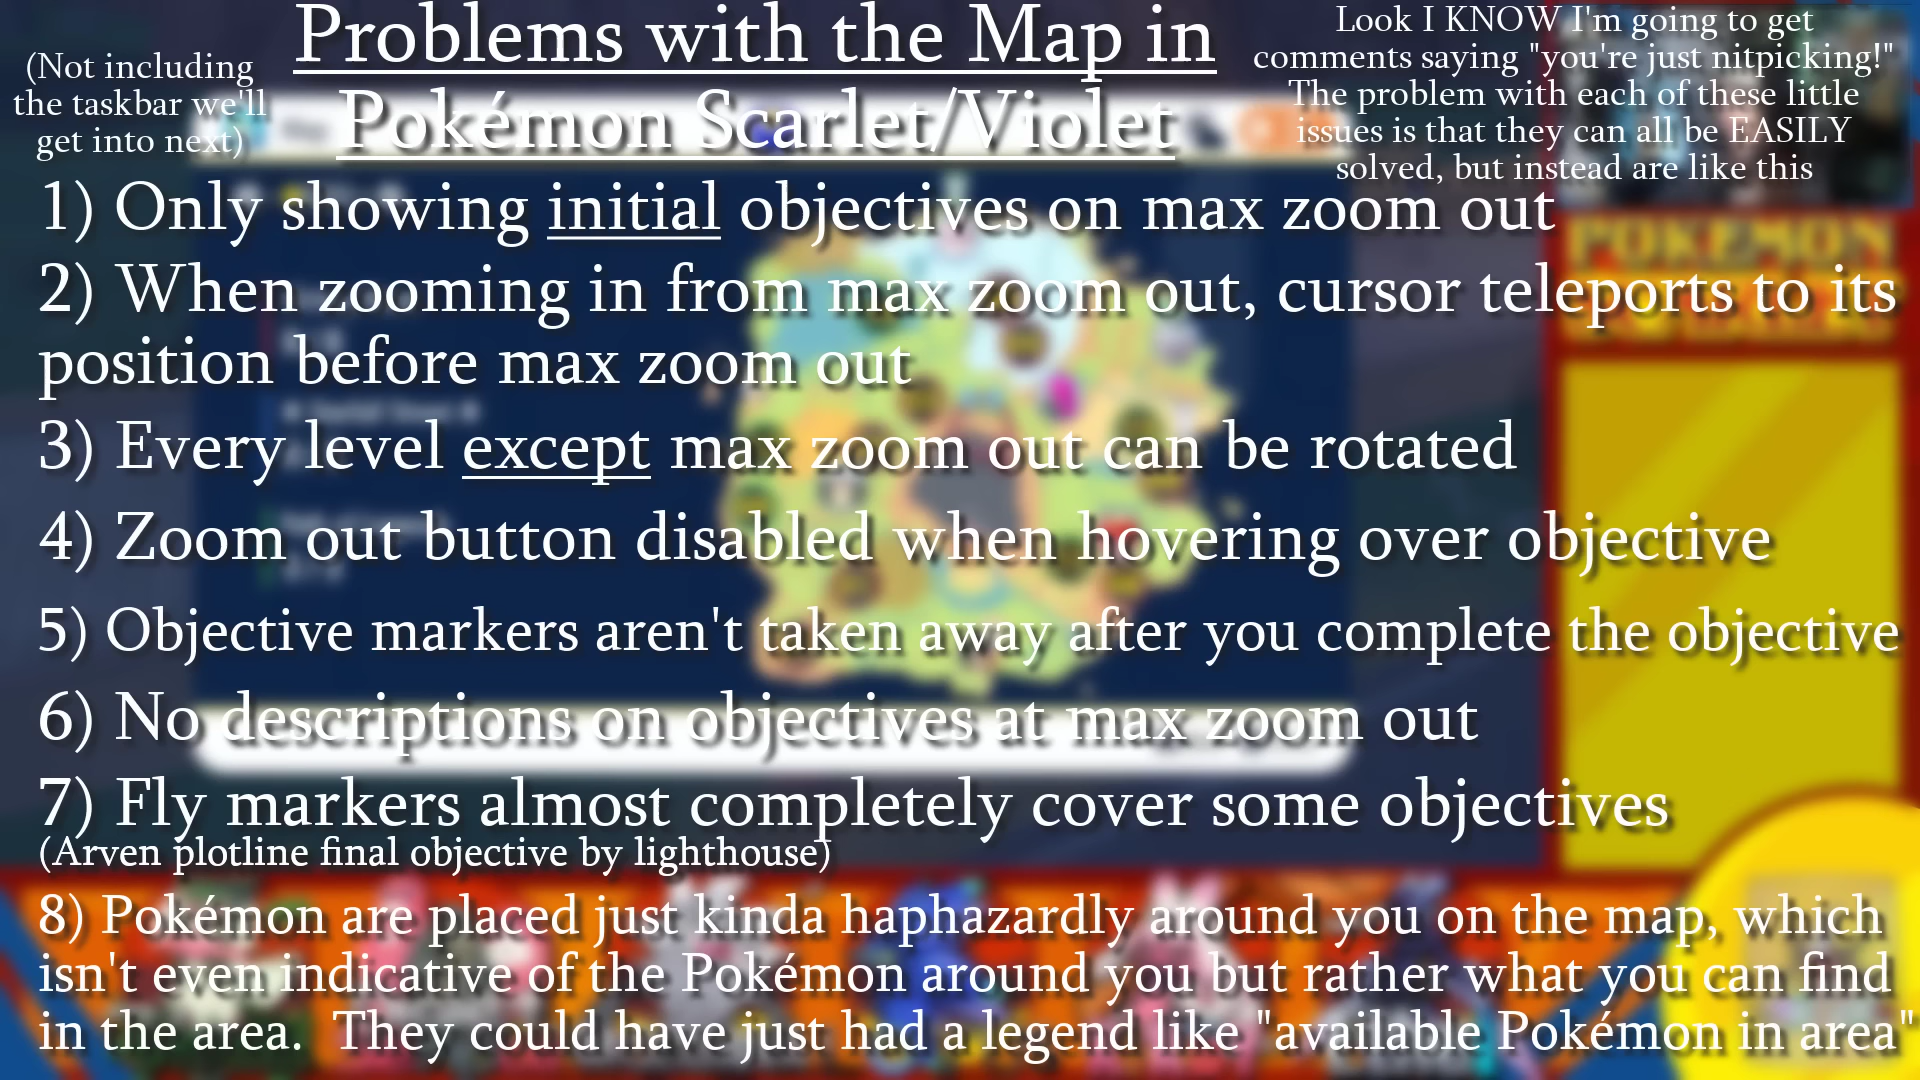 Problems with the Map in
Pokémon Scarlet/Violet
(Not including
the taskbar we'll
get into next)
Look I KNOW I'm going to get
comments saying "you're just nitpicking!"
The problem with each of these little
issues is that they can all be EASILY
solved, but instead are like this
1) Only showing initial objectives on max zoom out
2) When zooming in from max zoom out, cursor teleports to its
position before max zoom out
3) Every level except max zoom out can be rotated
4) Zoom out button disabled when hovering over objective
5) Objective markers aren't taken away after you complete the objective
6) No descriptions on objectives at max zoom out
7) Fly markers almost completely cover some objectives
(Arven plotline final objective by lighthouse)
8) Pokémon are placed just kinda haphazardly around you on the map, which
isn't even indicative of the Pokémon around you but rather what you can find
in the area.  They could have just had a legend like "available Pokémon in area"
POKEMON